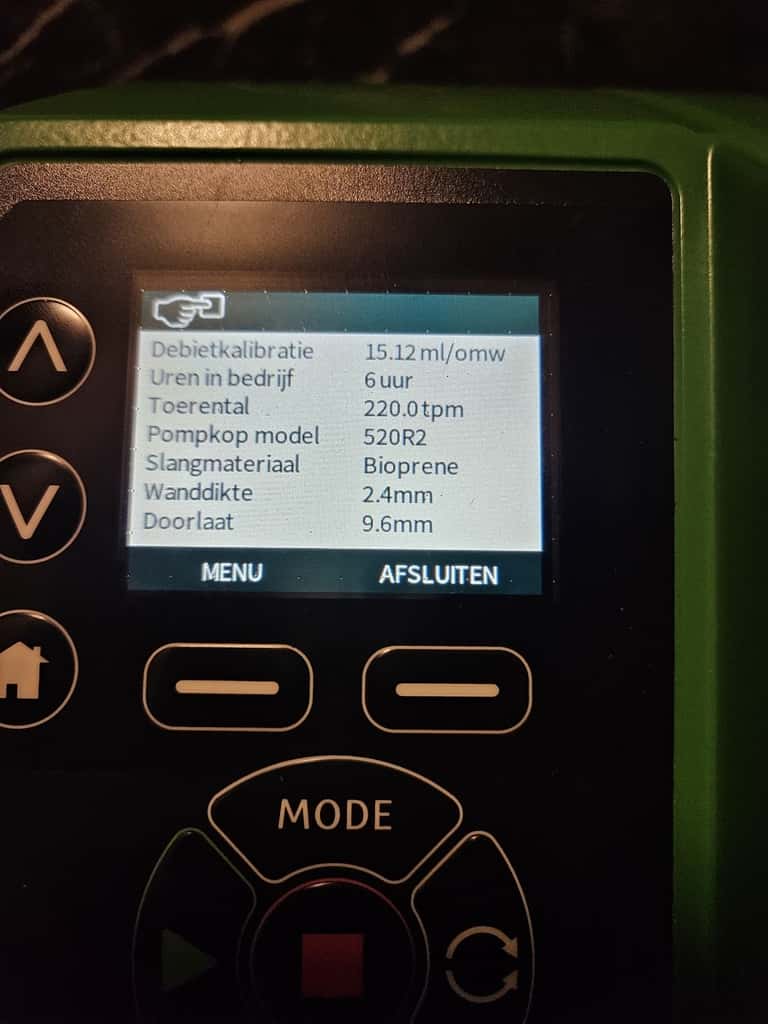 Debietkalibratie 15.12 ml/omw
Uren in bedrijf 6 uur
Toerental 220.0 tpm
Pompkop model 520R2
Slangmateriaal Bioprene
Wanddikte 2.4mm
Doorlaat 9.6mm
MENU AFSLUITEN
MODE